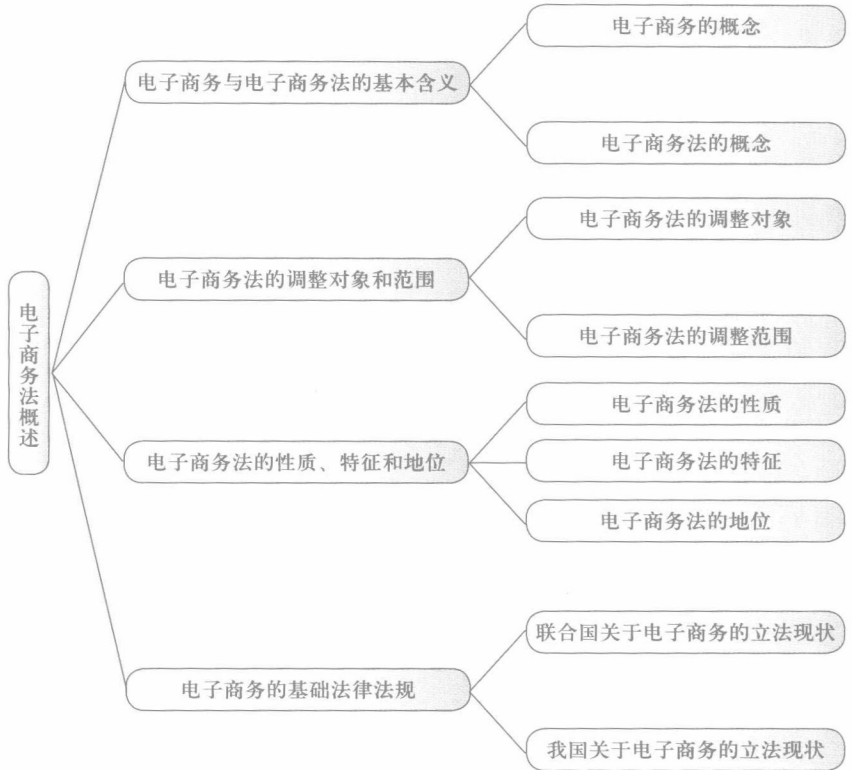 电子商务法概述
电子商务与电子商务法的基本含义
电子商务的概念
电子商务法的概念
电子商务法的调整对象和范围
电子商务法的调整对象
电子商务法的调整范围
电子商务法的性质、特征和地位
电子商务法的性质
电子商务法的特征
电子商务法的地位
电子商务的基础法律法规
联合国关于电子商务的立法现状
我国关于电子商务的立法现状